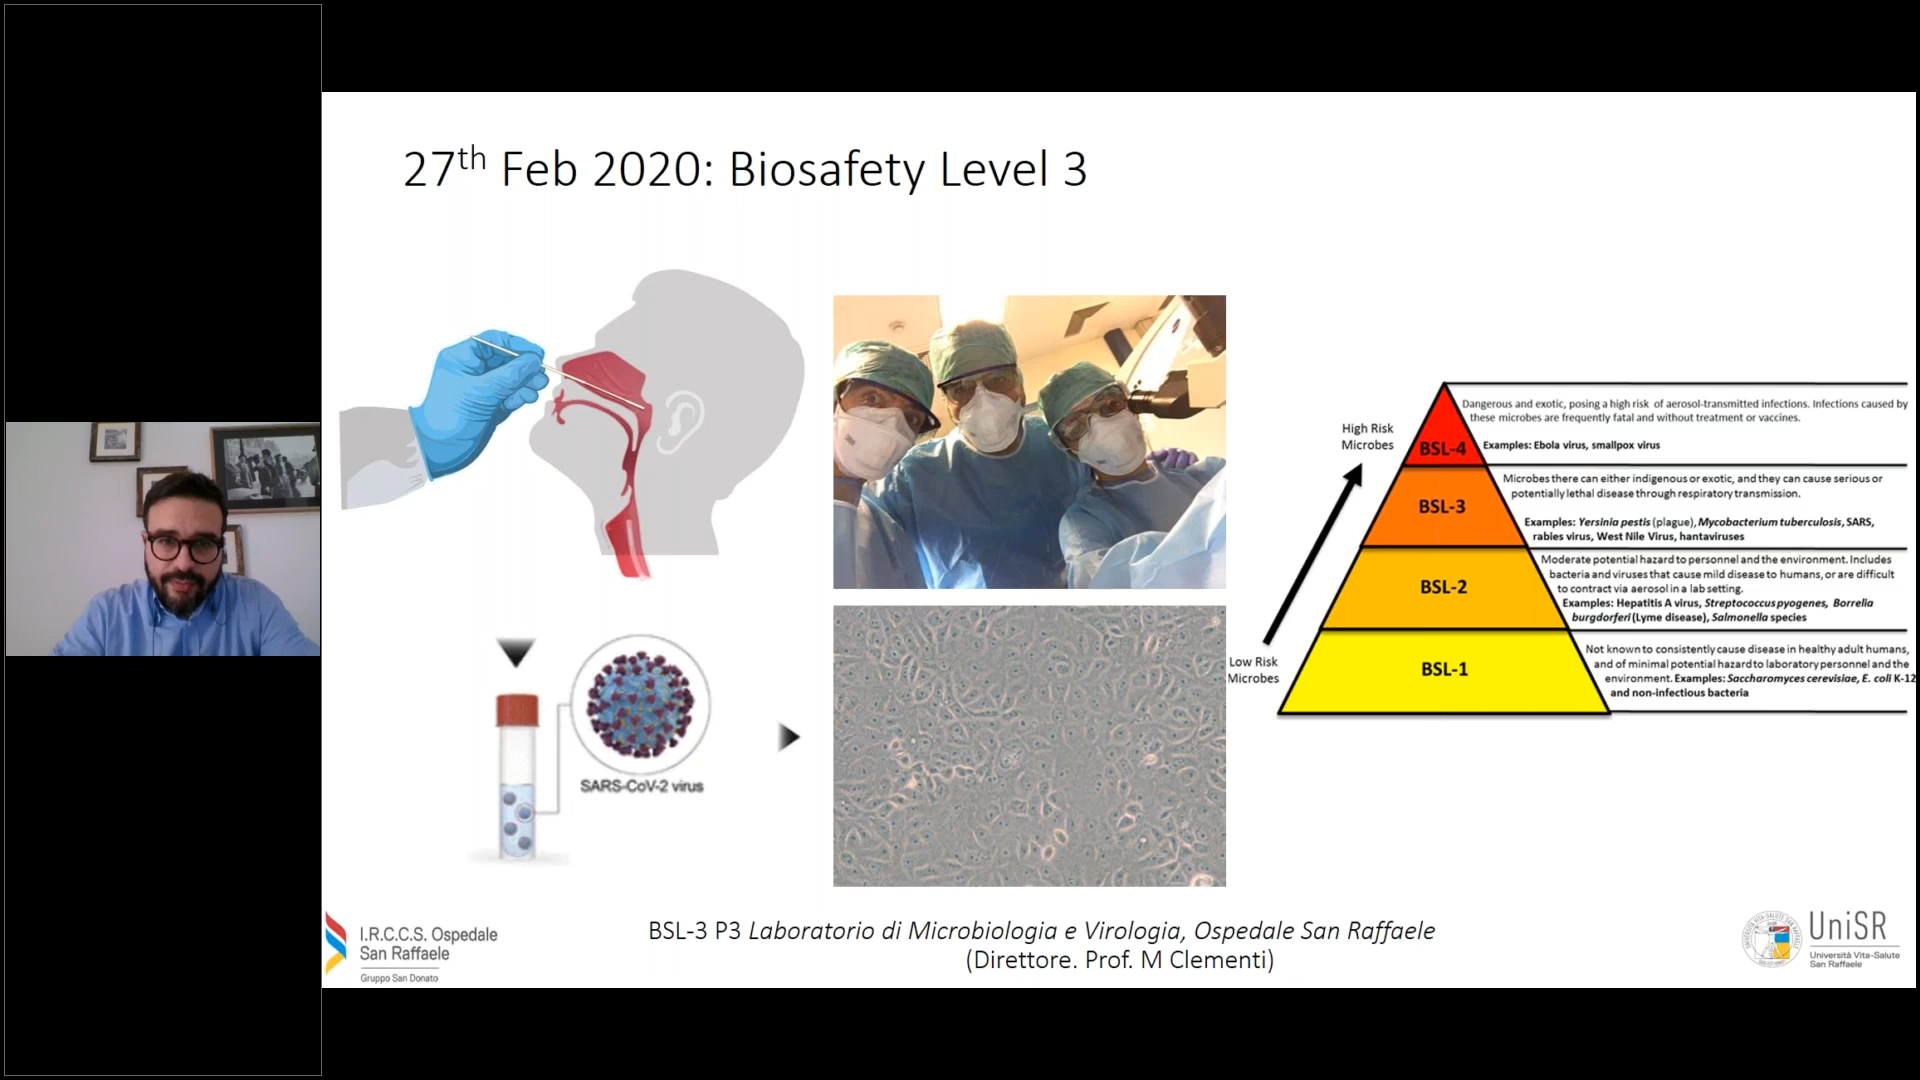 27th Feb 2020: Biosafety Level 3
SARS-CoV-2 virus
High Risk
Microbes
Low Risk
Microbes
BSL-4
Dangerous and exotic, posing a high risk of aerosol-transmitted infections. Infections caused by
these microbes are frequently fatal and without treatment or vaccines.
Examples: Ebola virus, smallpox virus
BSL-3
Microbes there can either indigenous or exotic, and they can cause serious or
potentially lethal disease through respiratory transmission.
Examples: Yersinia pestis (plague), Mycobacterium tuberculosis, SARS,
rabies virus, West Nile Virus, hantaviruses
BSL-2
Moderate potential hazard to personnel and the environment. Includes
bacteria and viruses that cause mild disease to humans, or are difficult
to contract via aerosol in a lab setting.
Examples: Hepatitis A virus, Streptococcus pyogenes, Borrelia
burgdorferi (Lyme disease), Salmonella species
BSL-1
Not known to consistently cause disease in healthy adult humans,
and of minimal potential hazard to laboratory personnel and the
environment. Examples: Saccharomyces cerevisiae, E. coli K-12
and non-infectious bacteria
I.R.C.C.S. Ospedale
San Raffaele
Gruppo San Donato
BSL-3 P3 Laboratorio di Microbiologia e Virologia, Ospedale San Raffaele
(Direttore. Prof. M Clementi)
UniSR
Università Vita-Salute
San Raffaele